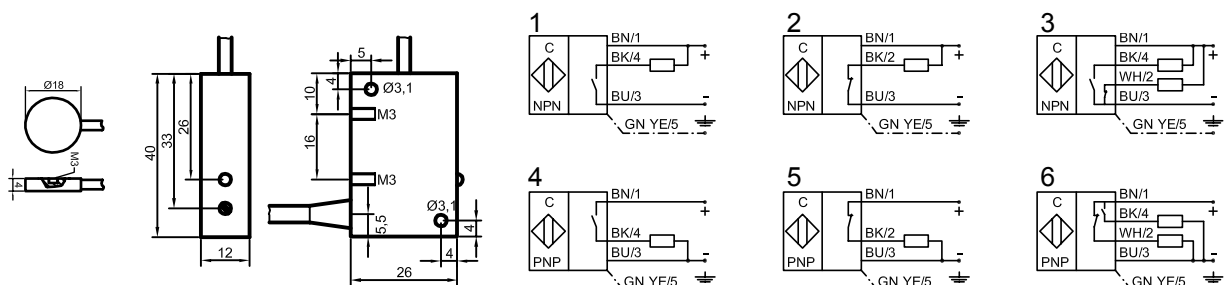 Ø18
M3
4
40
33
26
12
5
4
10
Ø3,1
M3
16
M3
Ø3,1
5,5
4
4
26
1
C
NPN
BN/1
BK/4
BU/3
+
-
GN YE/5
2
C
NPN
BN/1
BK/2
BU/3
+
-
GN YE/5
3
C
NPN
BN/1
BK/4
WH/2
BU/3
+
-
GN YE/5
4
C
PNP
BN/1
BK/4
BU/3
+
-
GN YE/5
5
C
PNP
BN/1
BK/2
BU/3
+
-
GN YE/5
6
C
PNP
BN/1
BK/4
WH/2
BU/3
+
-
GN YE/5